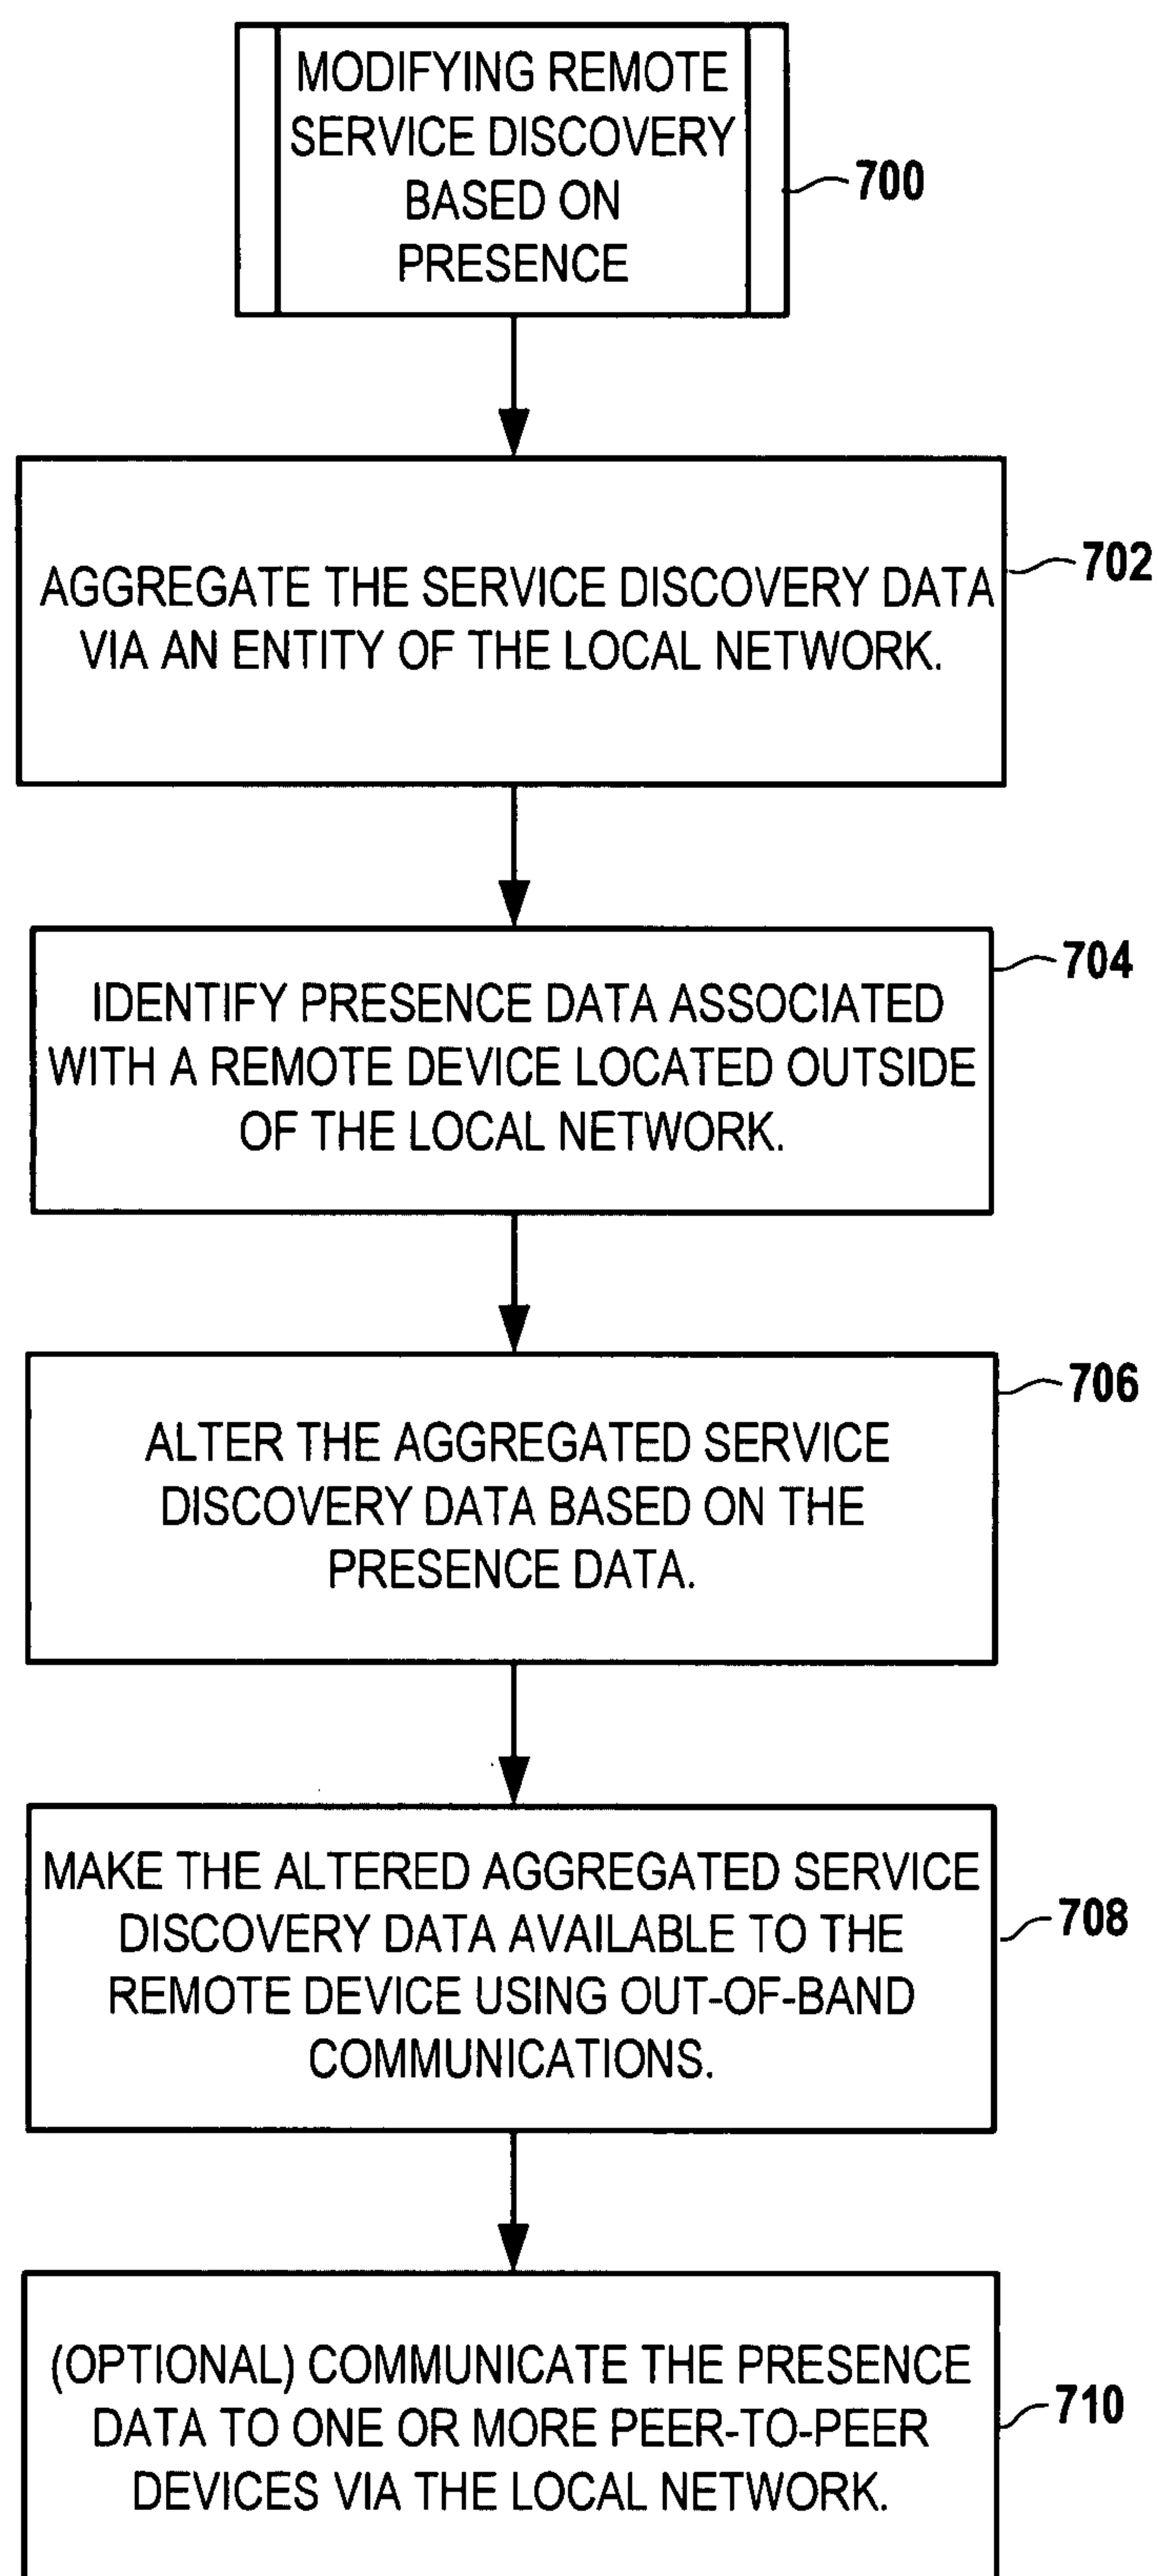 MODIFYING REMOTE
SERVICE DISCOVERY
BASED ON
PRESENCE
700
AGGREGATE THE SERVICE DISCOVERY DATA
VIA AN ENTITY OF THE LOCAL NETWORK.
702
IDENTIFY PRESENCE DATA ASSOCIATED
WITH A REMOTE DEVICE LOCATED OUTSIDE
OF THE LOCAL NETWORK.
704
ALTER THE AGGREGATED SERVICE
DISCOVERY DATA BASED ON THE
PRESENCE DATA.
706
MAKE THE ALTERED AGGREGATED SERVICE
DISCOVERY DATA AVAILABLE TO THE
REMOTE DEVICE USING OUT-OF-BAND
COMMUNICATIONS.
708
(OPTIONAL) COMMUNICATE THE PRESENCE
DATA TO ONE OR MORE PEER-TO-PEER
DEVICES VIA THE LOCAL NETWORK.
710